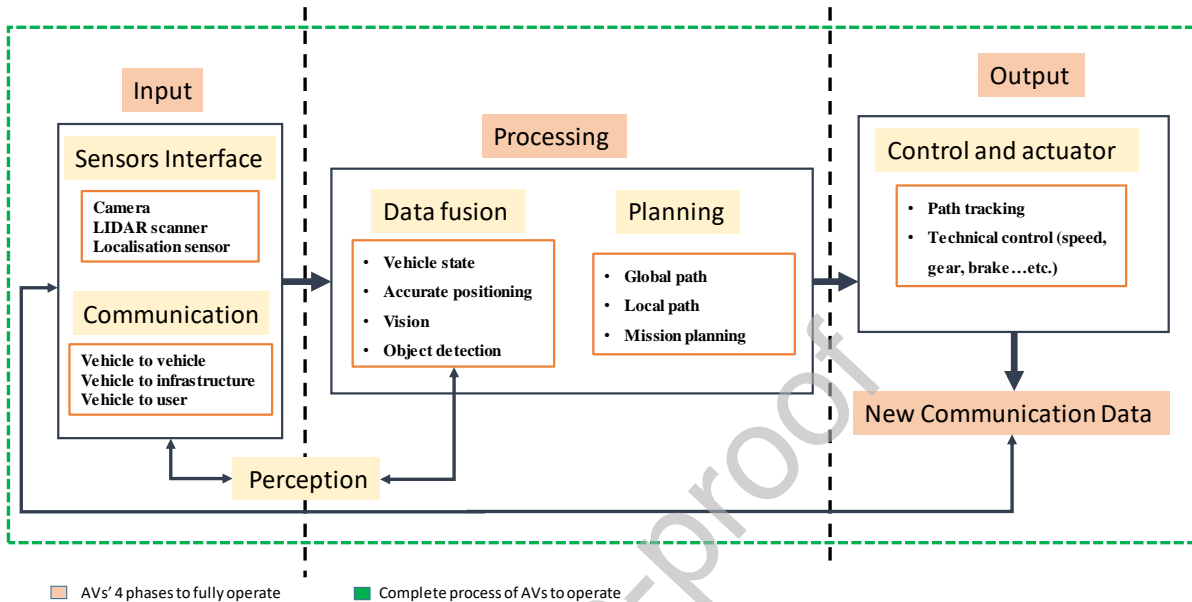 Input
Sensors Interface
Camera
LIDAR scanner
Localisation sensor
Communication
Vehicle to vehicle
Vehicle to infrastructure
Vehicle to user
Processing
Data fusion
• Vehicle state
• Accurate positioning
• Vision
• Object detection
Planning
• Global path
• Local path
• Mission planning
Perception
Output
Control and actuator
• Path tracking
• Technical control (speed,
gear, brake…etc.)
New Communication Data
-proof
AVs' 4 phases to fully operate
Complete process of AVs to operate